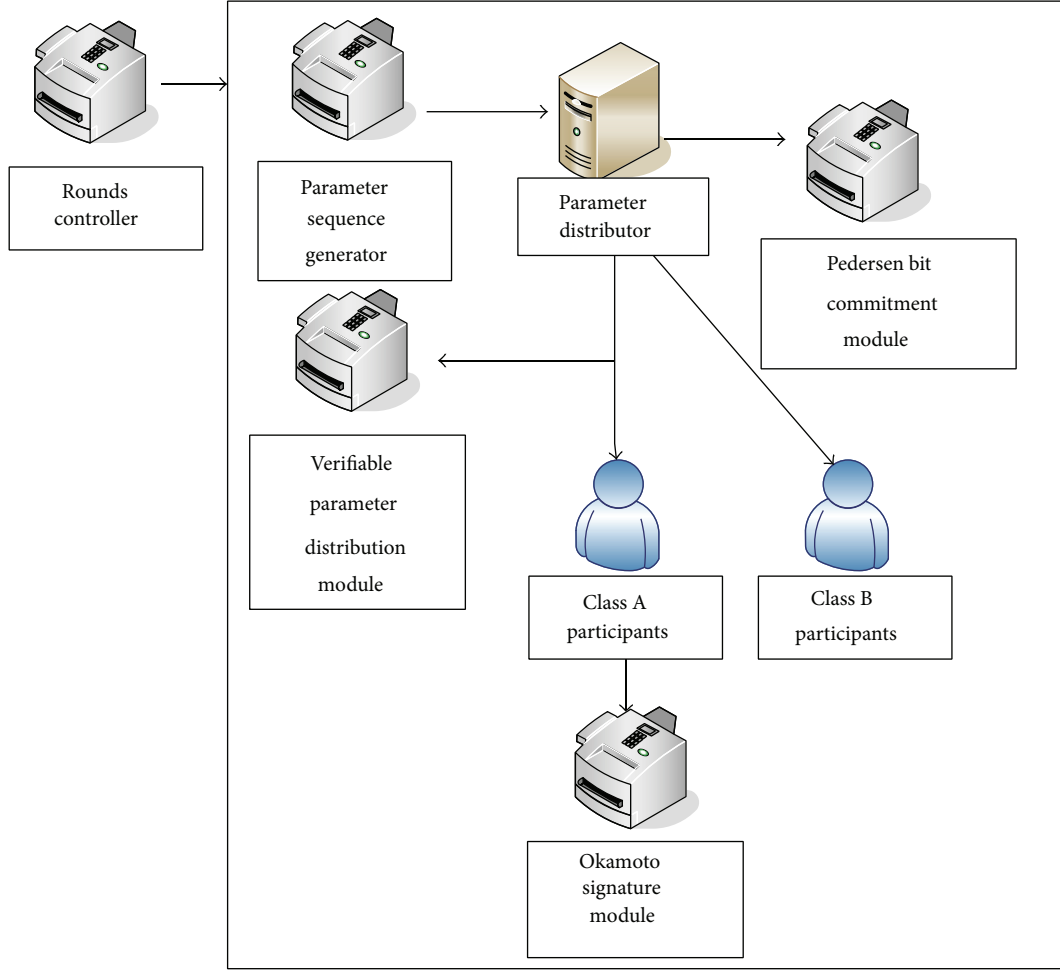 Rounds
controller
Parameter
sequence
generator
Parameter
distributor
Pedersen bit
commitment
module
Verifiable
parameter
distribution
module
Class A
participants
Class B
participants
Okamoto
signature
module